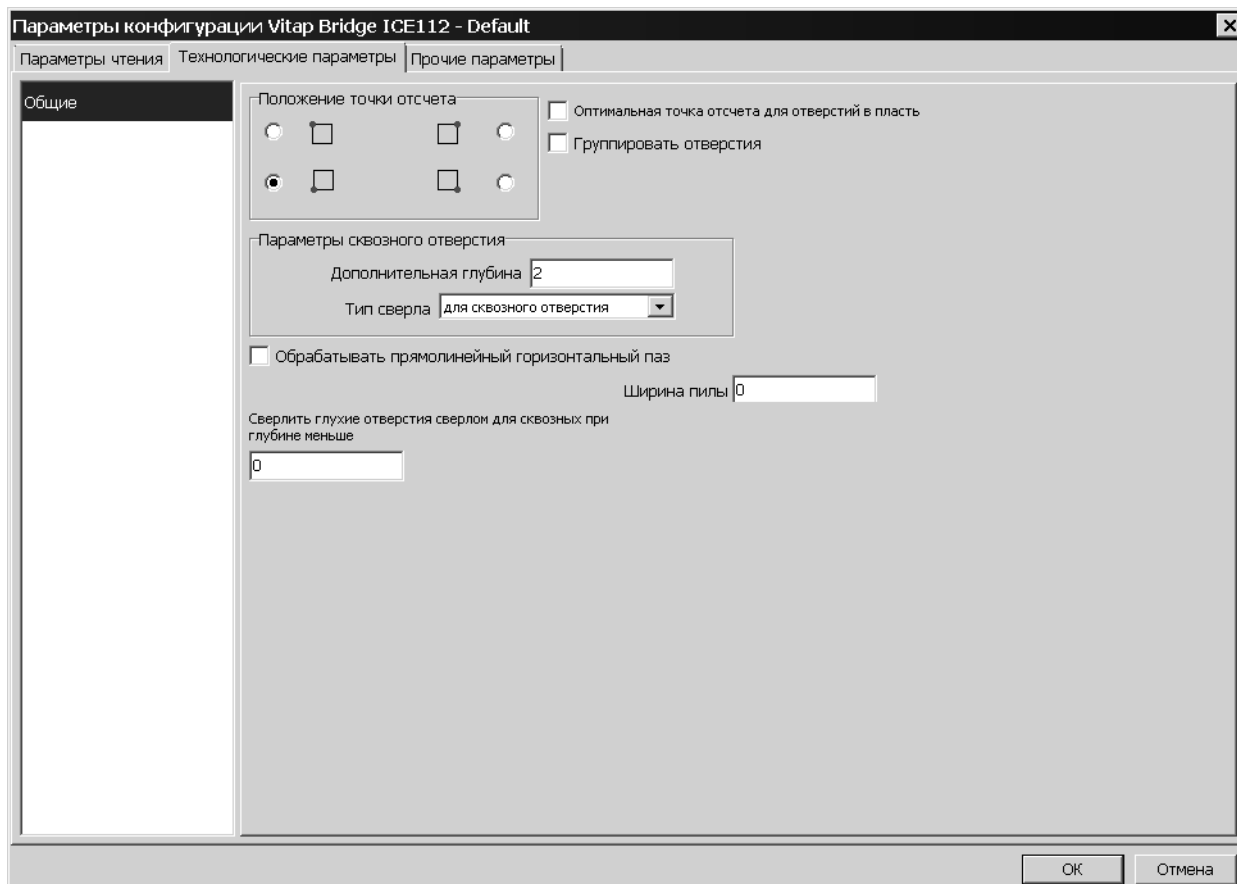 Параметры конфигурации Vitap Bridge ICE112 - Default
Параметры чтения Технологические параметры Прочие параметры
Общие
Положение точки отсчета
Оптимальная точка отсчета для отверстий в пласть
Группировать отверстия
Параметры сквозного отверстия
Дополнительная глубина 2
Тип сверла для сквозного отверстия
Обрабатывать прямолинейный горизонтальный паз
Ширина пилы 0
Сверлить глухие отверстия сверлом для сквозных при
глубине меньше
0
OK Отмена